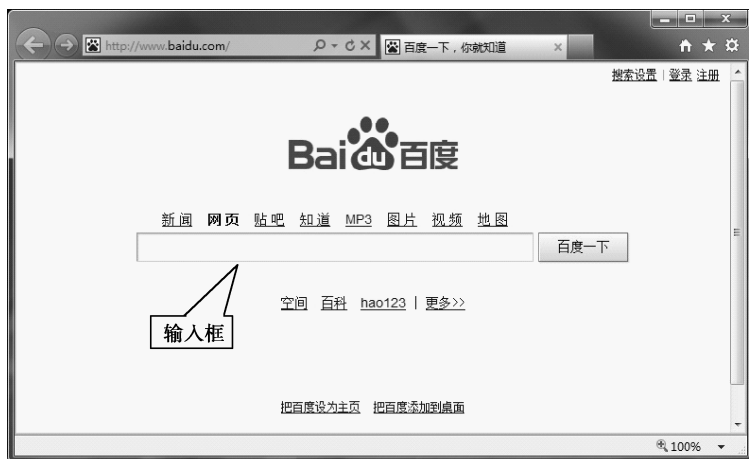 http://www.baidu.com/ 百度一下，你就知道
搜索设置 | 登录 注册
Bai du 百度
新闻 网页 贴吧 知道 MP3 图片 视频 地图
百度一下
空间 百科 hao123 | 更多>>
输入框
把百度设为主页 把百度添加到桌面
100%